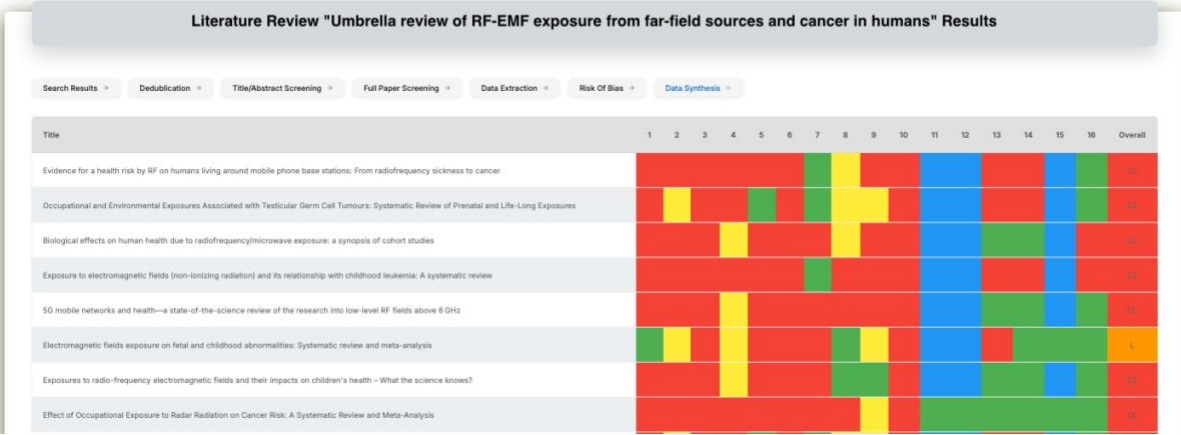 Literature Review "Umbrella review of RF-EMF exposure from far-field sources and cancer in humans" Results
Search Results → Dedublication → Title/Abstract Screening → Full Paper Screening → Data Extraction → Risk Of Bias → Data Synthesis →
Title 1 2 3 4 5 6 7 8 9 10 11 12 13 14 15 16 Overall
Evidence for a health risk by RF on humans living around mobile phone base stations: From radiofrequency sickness to cancer CL
Occupational and Environmental Exposures Associated with Testicular Germ Cell Tumours: Systematic Review of Prenatal and Life-Long Exposures CL
Biological effects on human health due to radiofrequency/microwave exposure: a synopsis of cohort studies CL
Exposure to electromagnetic fields (non-ionizing radiation) and its relationship with childhood leukemia: A systematic review CL
5G mobile networks and health—a state-of-the-science review of the research into low-level RF fields above 6 GHz CL
Electromagnetic fields exposure on fetal and childhood abnormalities: Systematic review and meta-analysis L
Exposures to radio-frequency electromagnetic fields and their impacts on children's health – What the science knows? CL
Effect of Occupational Exposure to Radar Radiation on Cancer Risk: A Systematic Review and Meta-Analysis CL